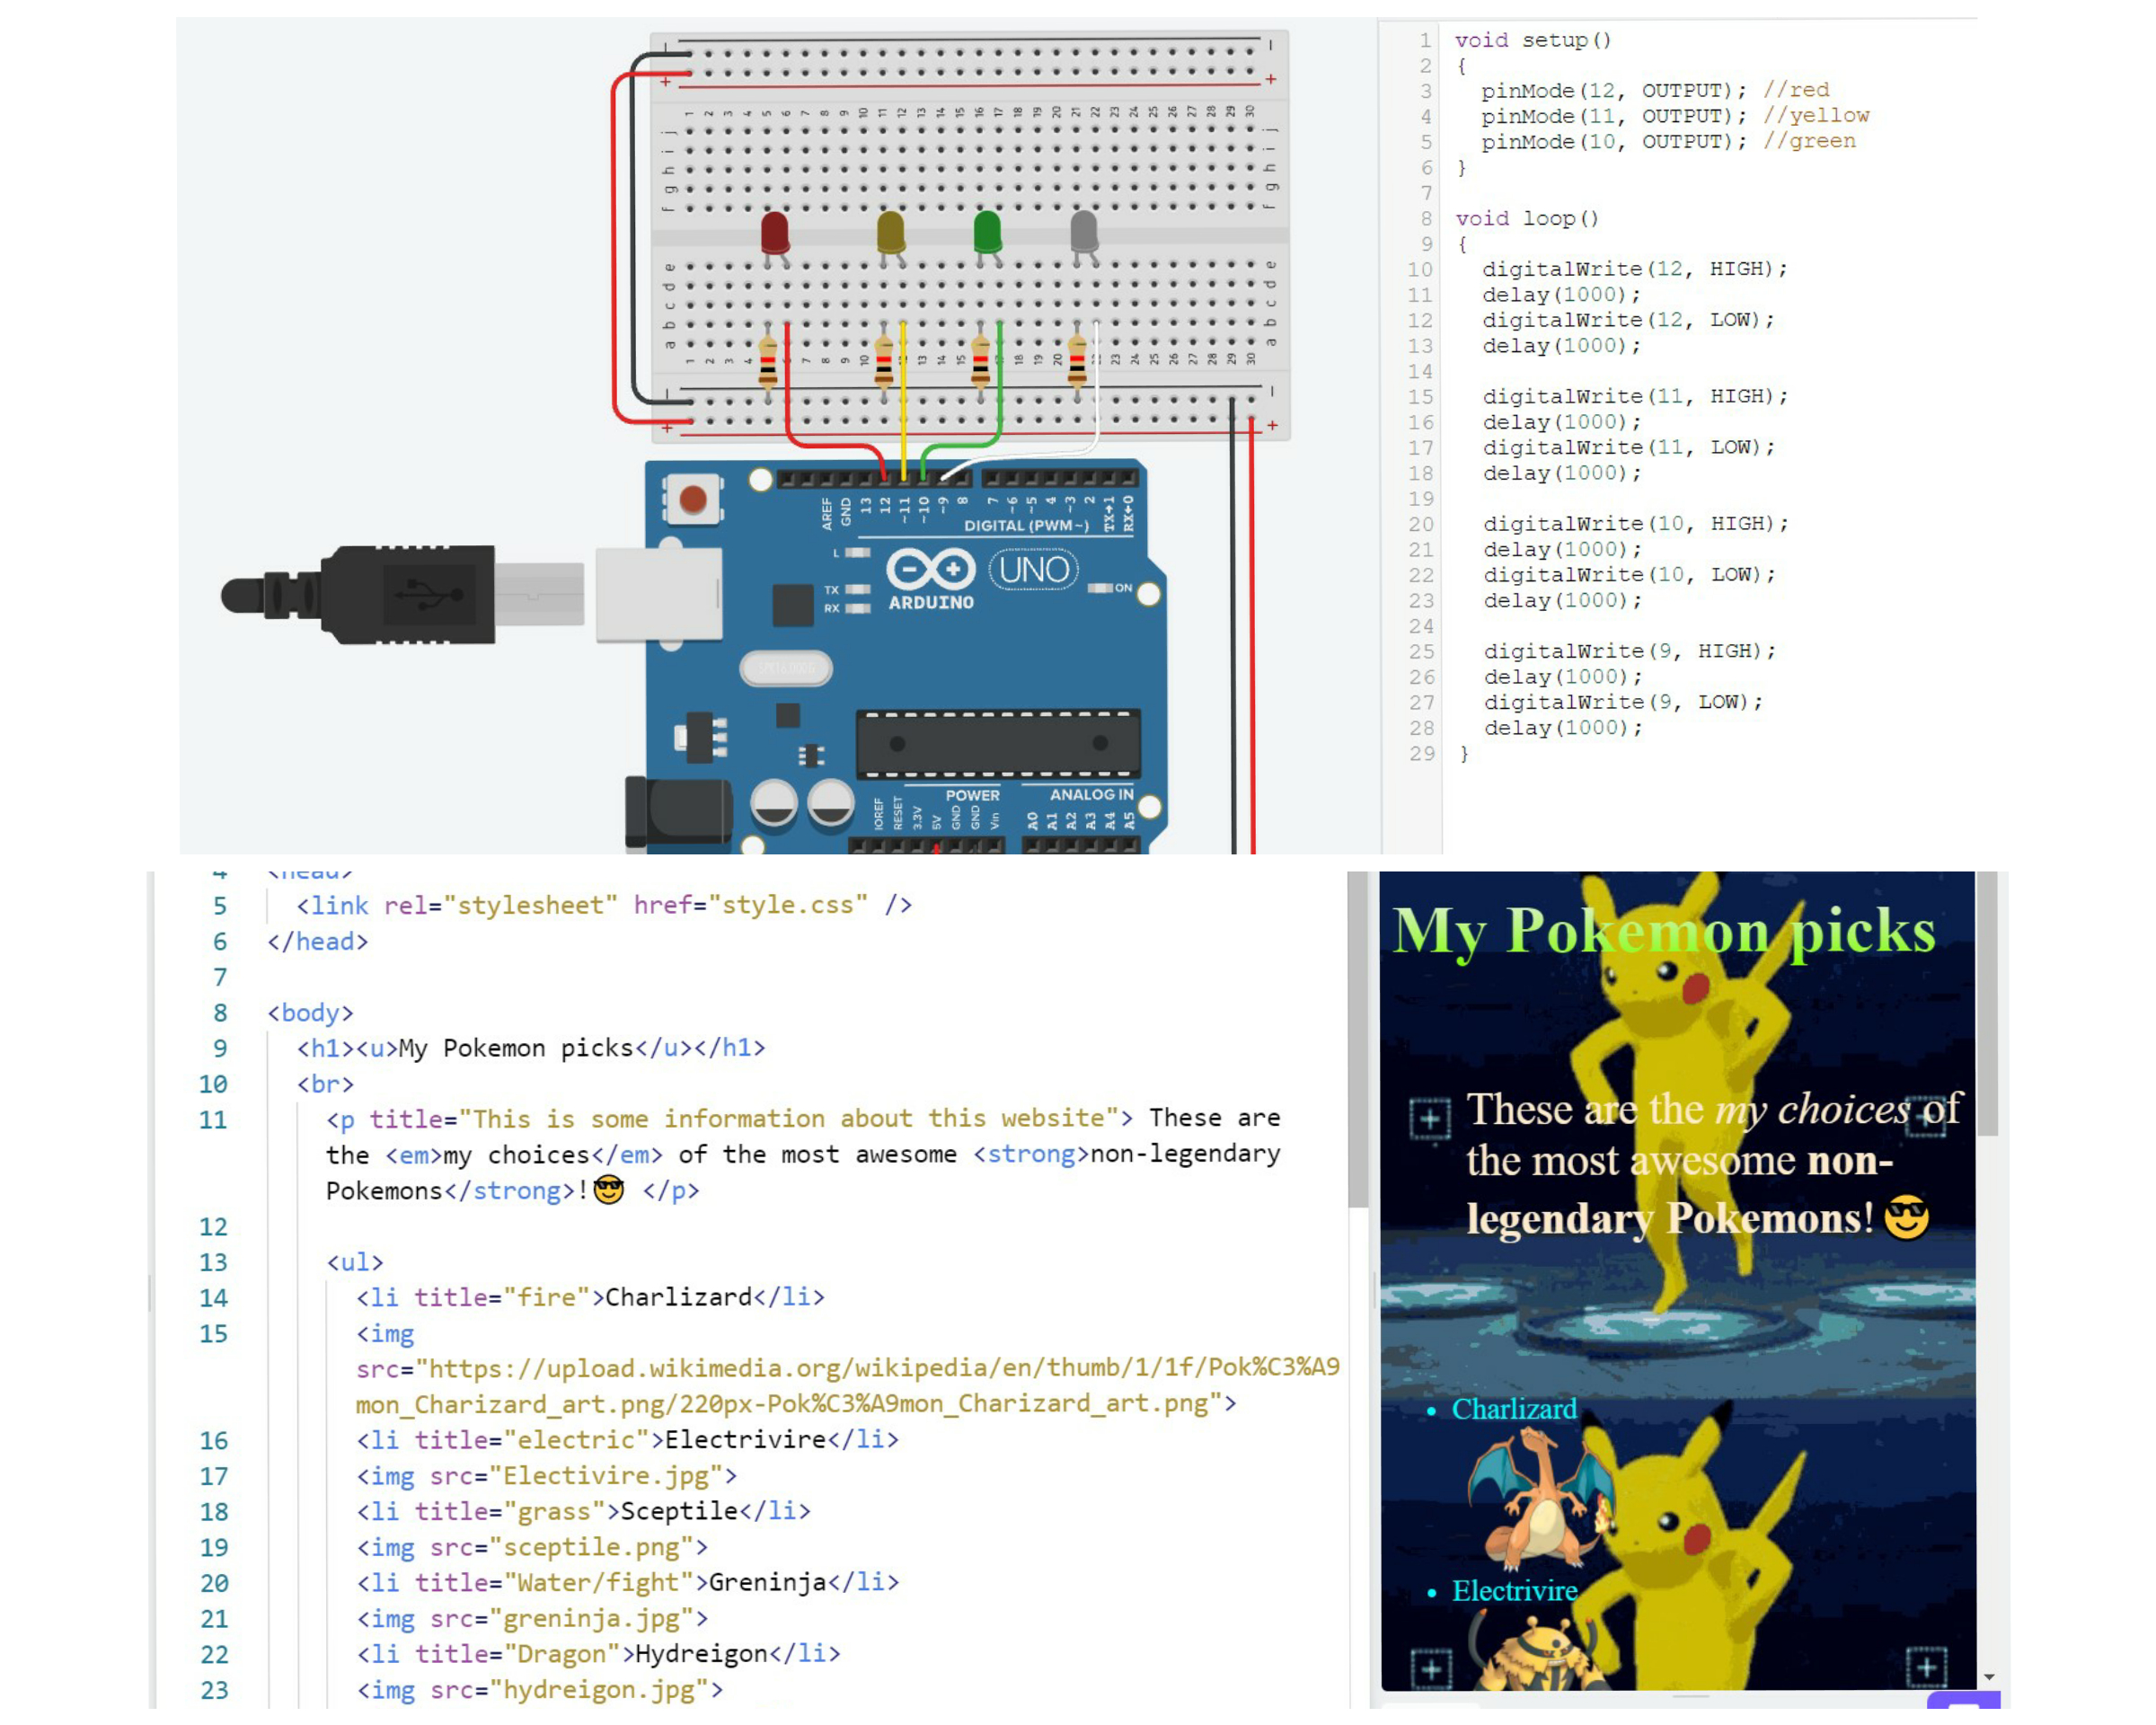 void setup()
{
pinMode(12, OUTPUT); //red
pinMode(11, OUTPUT); //yellow
pinMode(10, OUTPUT); //green
}
void loop()
{
digitalWrite(12, HIGH);
delay(1000);
digitalWrite(12, LOW);
delay(1000);
digitalWrite(11, HIGH);
delay(1000);
digitalWrite(11, LOW);
delay(1000);
digitalWrite(10, HIGH);
delay(1000);
digitalWrite(10, LOW);
delay(1000);
digitalWrite(9, HIGH);
delay(1000);
digitalWrite(9, LOW);
delay(1000);
}
1 2 3 4 5 6 7 8 9 10 11 12 13 14 15 16 17 18 19 20 21 22 23 24 25 26 27 28 29 30
j
i
h
g
f
e
d
c
b
a
AREF GND 13 12 ~11 ~10 ~9 8 7 ~6 ~5 4 ~3 2 TX→1 RX←0
DIGITAL (PWM~)
L
TX
RX
ARDUINO
UNO
ON
POWER
ANALOG IN
IOREF RESET 3.3V 5V GND GND Vin A0 A1 A2 A3 A4 A5
4 <head>
5 <link rel="stylesheet" href="style.css" />
6 </head>
7
8 <body>
9 <h1><u>My Pokemon picks</u></h1>
10 <br>
11 <p title="This is some information about this website"> These are
the <em>my choices</em> of the most awesome <strong>non-legendary
Pokemons</strong>!😎 </p>
12
13 <ul>
14 <li title="fire">Charlizard</li>
15 <img
src="https://upload.wikimedia.org/wikipedia/en/thumb/1/1f/Pok%C3%A9
mon_Charizard_art.png/220px-Pok%C3%A9mon_Charizard_art.png">
16 <li title="electric">Electrivire</li>
17 <img src="Electivire.jpg">
18 <li title="grass">Sceptile</li>
19 <img src="sceptile.png">
20 <li title="Water/fight">Greninja</li>
21 <img src="greninja.jpg">
22 <li title="Dragon">Hydreigon</li>
23 <img src="hydreigon.jpg">
My Pokemon picks
These are the my choices of
the most awesome non-
legendary Pokemons!😎
• Charlizard
• Electrivire